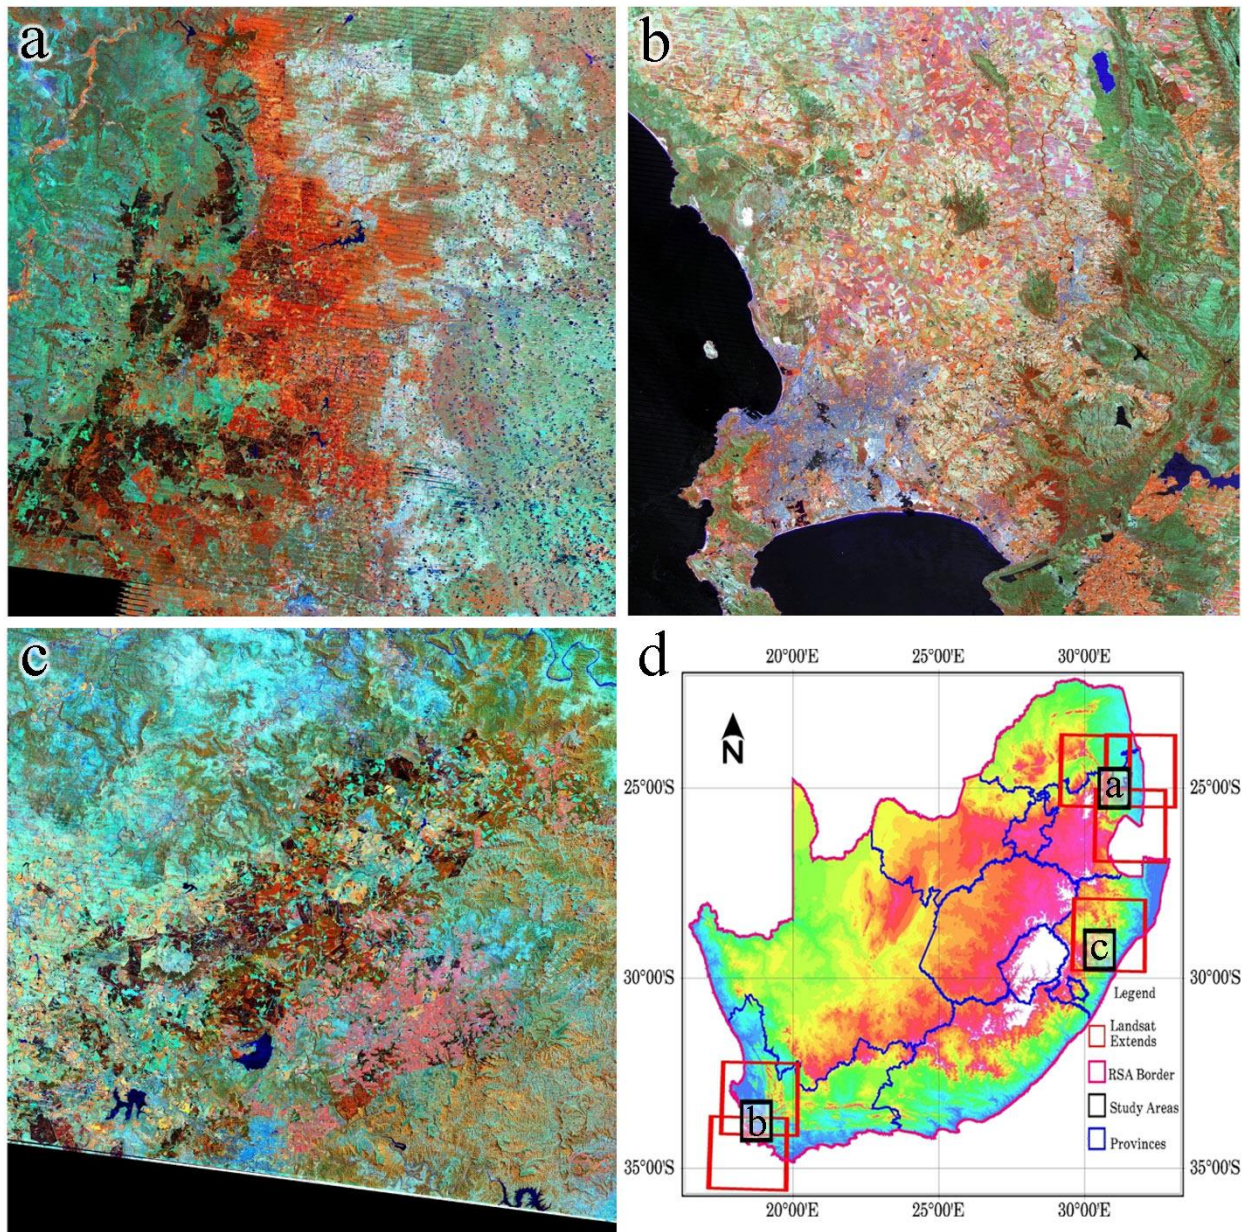 a
b
c
d
20°00'E 25°00'E 30°00'E
N
25°00'S a 25°00'S
c
30°00'S 30°00'S
Legend
Landsat
Extends
RSA Border
b
Study Areas
Provinces
35°00'S 35°00'S
20°00'E 25°00'E 30°00'E